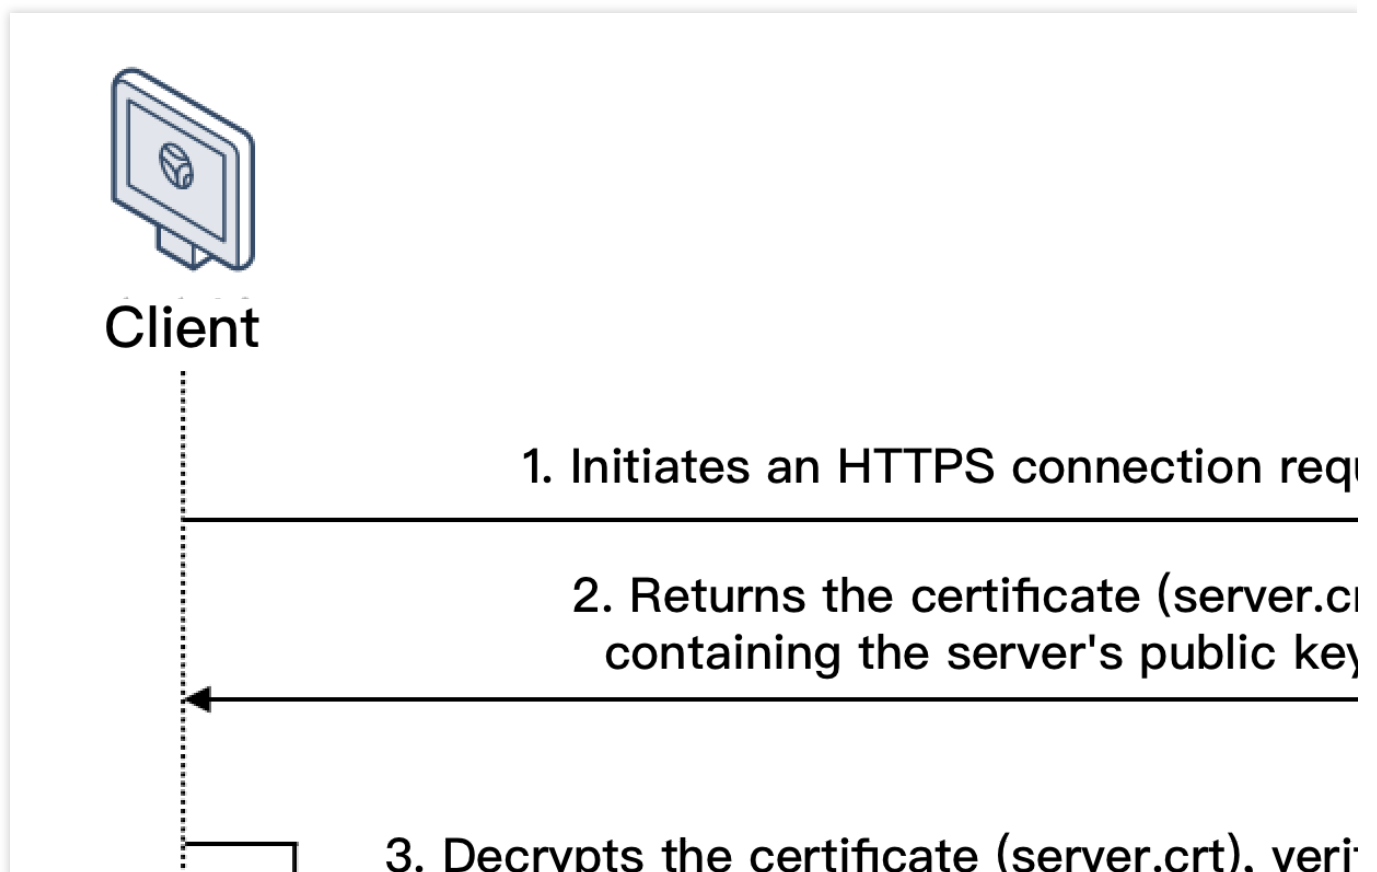 Client
1. Initiates an HTTPS connection
2. Returns the certificate
containing the server's public key
3. Decrypts the certificate (server.crt),